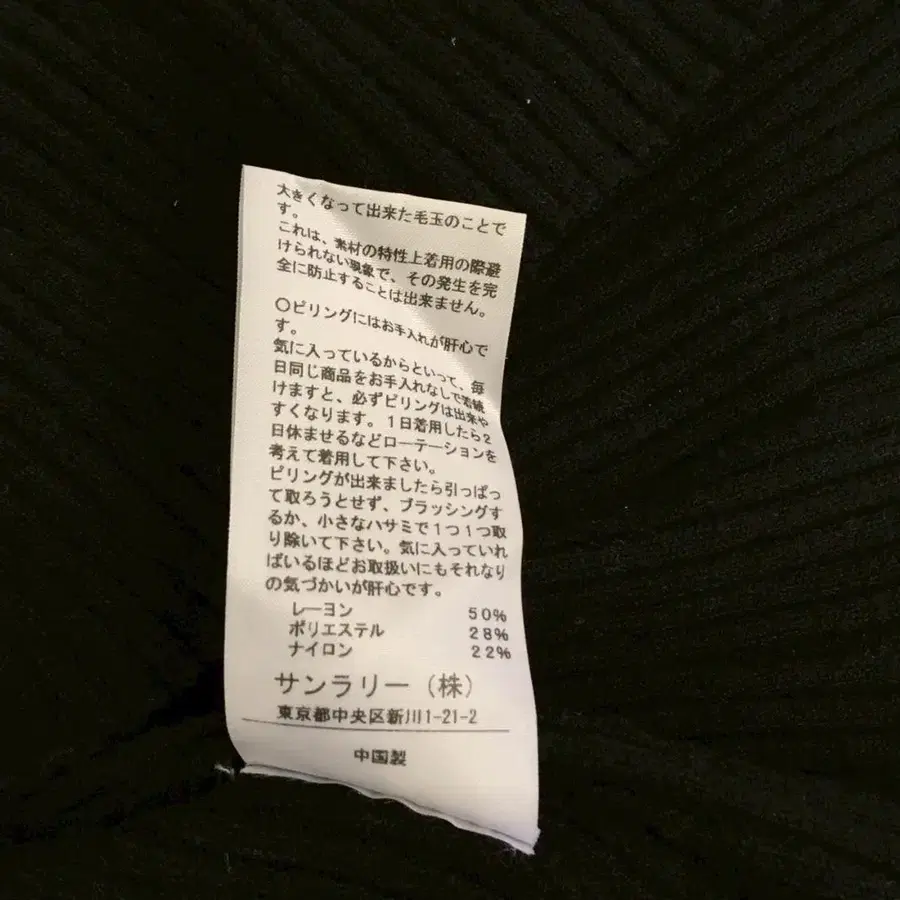 大きくなって出来た毛玉のことで
す。
これは、素材の特性上着用の際避
けられない現象で、その発生を完
全に防止することは出来ません。
〇ピリングにはお手入れが肝心で
す。
気に入っているからといって、毎
日同じ商品をお手入れなしで着続
けますと、必ずピリングは出来や
すくなります。1日着用したら2
日休ませるなどローテーションを
考えて着用して下さい。
ピリングが出来ましたら引っぱっ
て取ろうとせず、ブラッシングす
るか、小さなハサミで1つ1つ取
り除いて下さい。気に入っていれ
ばいるほどお取扱いにもそれなり
の気づかいが肝心です。
レーヨン 50%
ポリエステル 28%
ナイロン 22%
サンラリー(株)
東京都中央区新川1-21-2
中国製